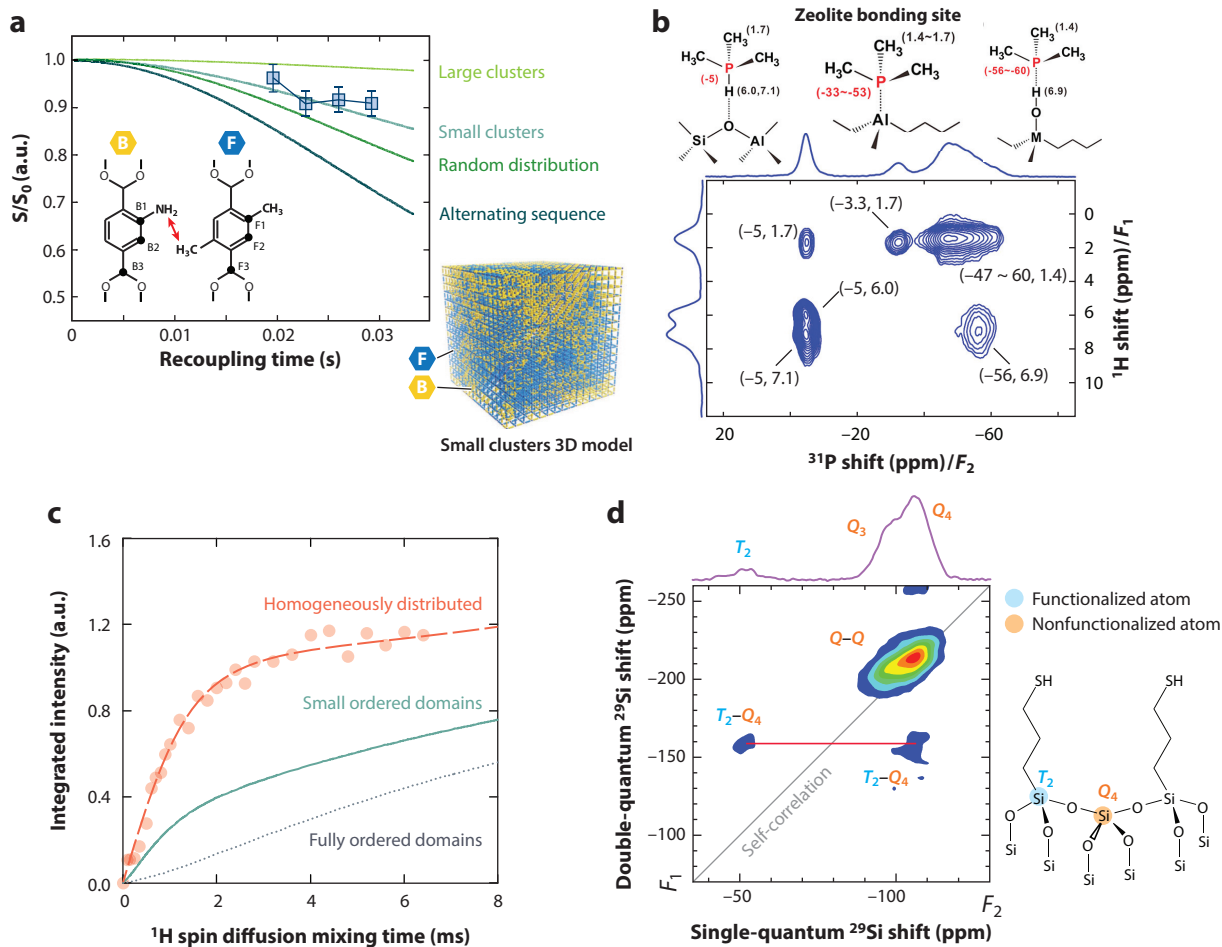 a
S/S0 (a.u.)
1.0
0.9
0.8
0.7
0.6
0.5
0
0.01
0.02
0.03
Recoupling time (s)
Large clusters
Small clusters
Random distribution
Alternating sequence
B
F
O
O
B1
NH2
B2
B3
O
O
O
O
CH3
F1
F2
H3C
F3
O
O
F
B
Small clusters 3D model
b
Zeolite bonding site
CH3 (1.7)
H3C
P
CH3
(−5)
H (6.0, 7.1)
O
Si
Al
CH3 (1.4~1.7)
H3C
P
CH3
(−33~−53)
Al
CH3 (1.4)
H3C
P
CH3
(−56~−60)
H (6.9)
O
M
(−5, 1.7)
(−3.3, 1.7)
(−47 ~ 60, 1.4)
(−5, 6.0)
(−5, 7.1)
(−56, 6.9)
0
2
4
6
8
10
1H shift (ppm)/F1
20
−20
−60
31P shift (ppm)/F2
c
Integrated intensity (a.u.)
1.6
1.2
0.8
0.4
0.0
0
2
4
6
8
1H spin diffusion mixing time (ms)
Homogeneously distributed
Small ordered domains
Fully ordered domains
d
T2
Q3
Q4
Double-quantum 29Si shift (ppm)
−250
−200
−150
−100
F1
−50
−100
F2
Single-quantum 29Si shift (ppm)
Q–Q
T2–Q4
T2–Q4
Self-correlation
Functionalized atom
Nonfunctionalized atom
SH
SH
T2
Q4
Si
Si
Si
O
O
O
O
O
O
O
O
O
Si
Si
Si
Si
Si
Si